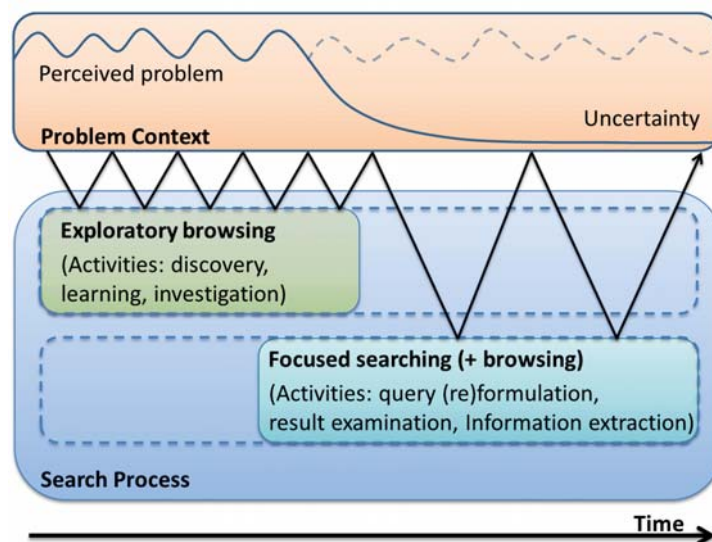 Perceived problem
Uncertainty
Problem Context
Exploratory browsing
(Activities: discovery,
learning, investigation)
Focused searching (+ browsing)
(Activities: query (re)formulation,
result examination, Information extraction)
Search Process
Time